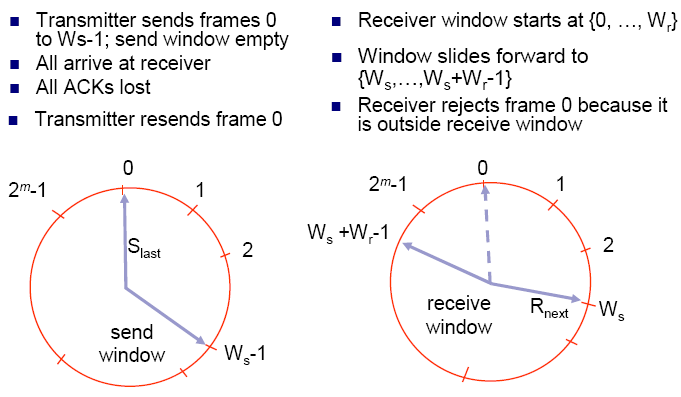 Transmitter sends frames 0
to Ws-1; send window empty
All arrive at receiver
All ACKs lost
Transmitter resends frame 0
Receiver window starts at {0, …, Wr}
Window slides forward to
{Ws,…,Ws+Wr-1}
Receiver rejects frame 0 because it
is outside receive window
0
2m-1
1
2
Slast
send
window
Ws-1
0
2m-1
1
Ws +Wr-1
2
receive
window
Rnext
Ws